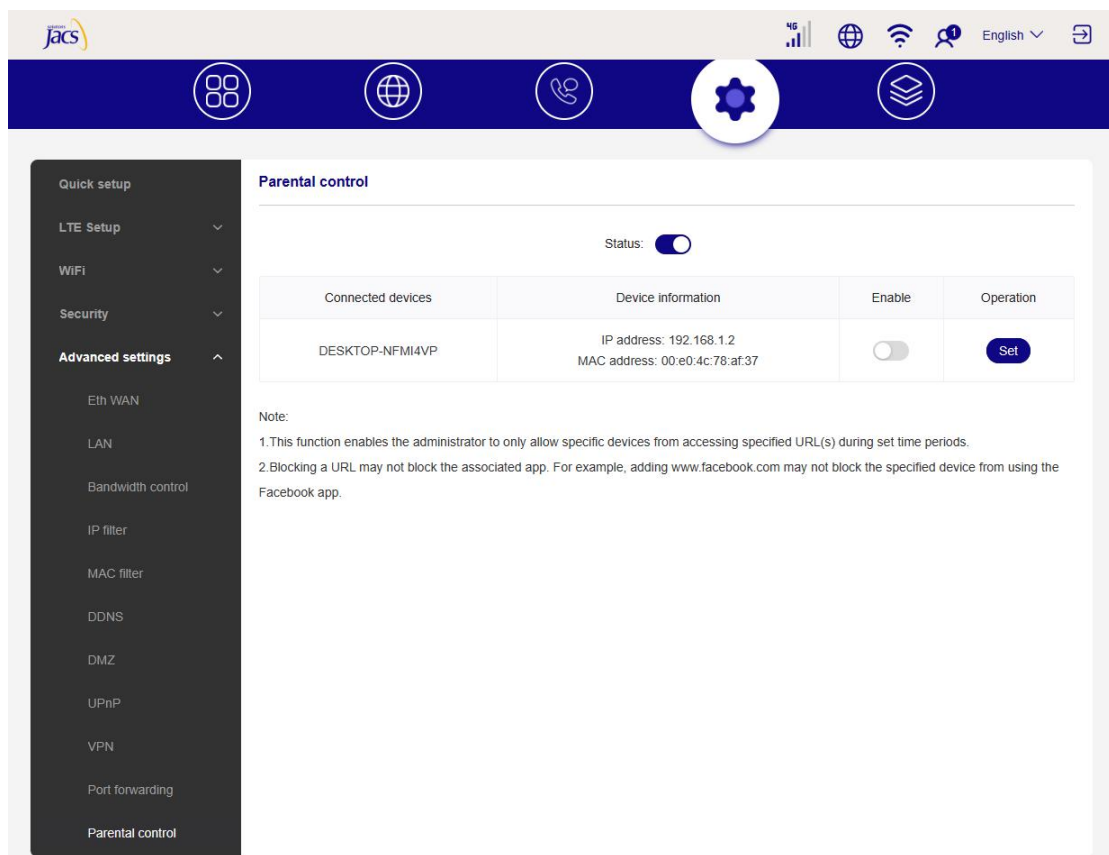 solutions
jacs
4G
1
English
Quick setup
LTE Setup
WiFi
Security
Advanced settings
Eth WAN
LAN
Bandwidth control
IP filter
MAC filter
DDNS
DMZ
UPnP
VPN
Port forwarding
Parental control
Parental control
Status:
Connected devices Device information Enable Operation
DESKTOP-NFMI4VP
IP address: 192.168.1.2
MAC address: 00:e0:4c:78:af:37
Set
Note:
1.This function enables the administrator to only allow specific devices from accessing specified URL(s) during set time periods.
2.Blocking a URL may not block the associated app. For example, adding www.facebook.com may not block the specified device from using the
Facebook app.